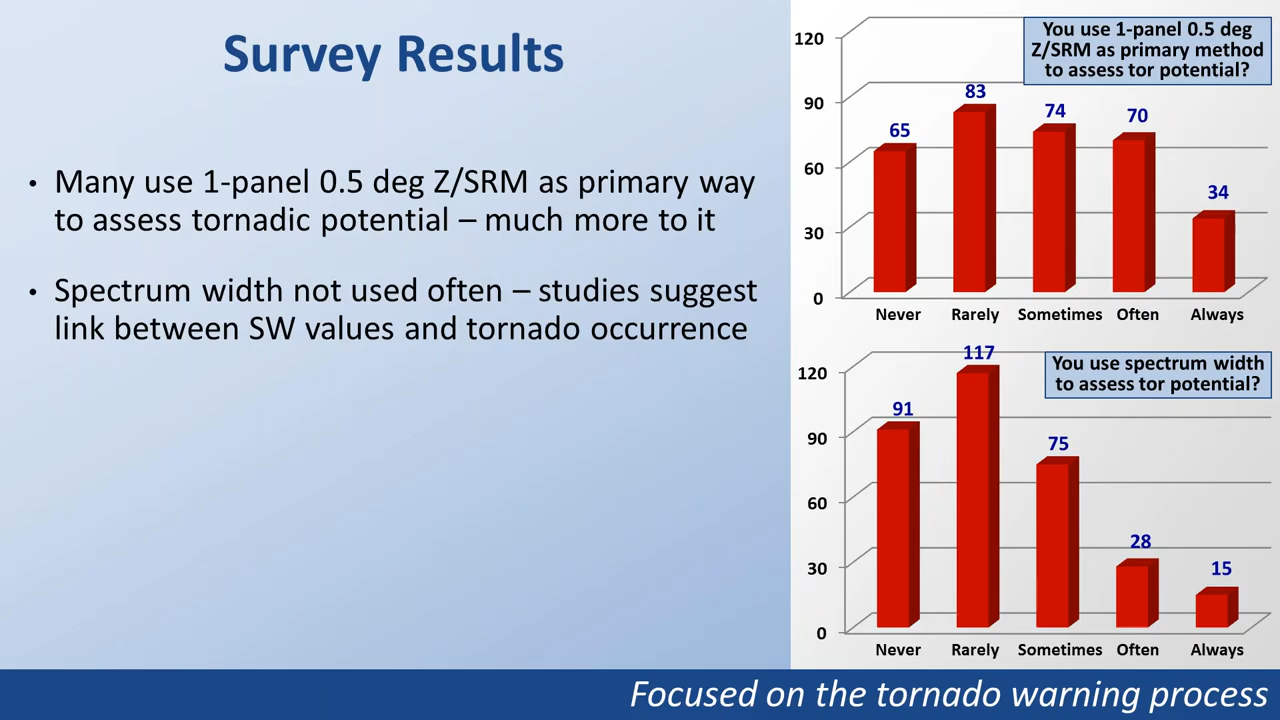 Survey Results
• Many use 1-panel 0.5 deg Z/SRM as primary way
to assess tornadic potential – much more to it
• Spectrum width not used often – studies suggest
link between SW values and tornado occurrence
You use 1-panel 0.5 deg
Z/SRM as primary method
to assess tor potential?
120
90
60
30
0
65
83
74
70
34
Never Rarely Sometimes Often Always
You use spectrum width
to assess tor potential?
120
90
60
30
0
91
117
75
28
15
Never Rarely Sometimes Often Always
Focused on the tornado warning process